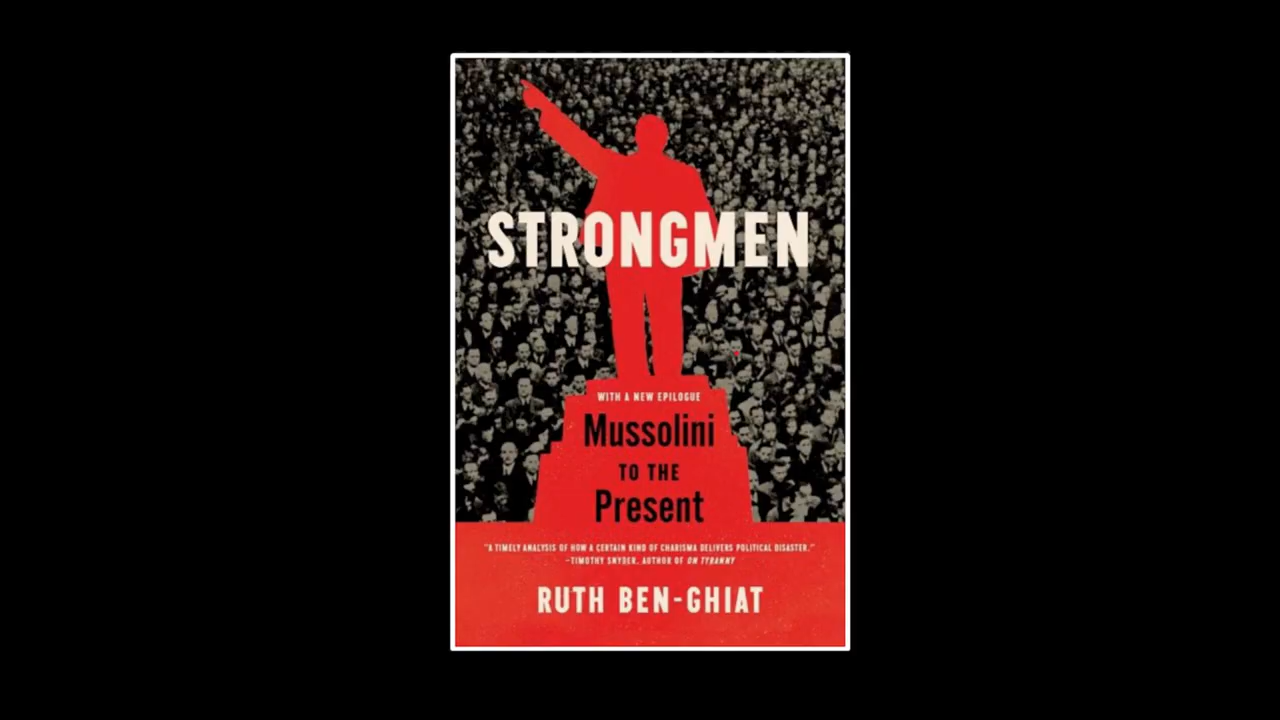 STRONGMEN
WITH A NEW EPILOGUE
Mussolini
TO THE
Present
"A TIMELY ANALYSIS OF HOW A CERTAIN KIND OF CHARISMA DELIVERS POLITICAL DISASTER."
–TIMOTHY SNYDER, AUTHOR OF ON TYRANNY
RUTH BEN-GHIAT